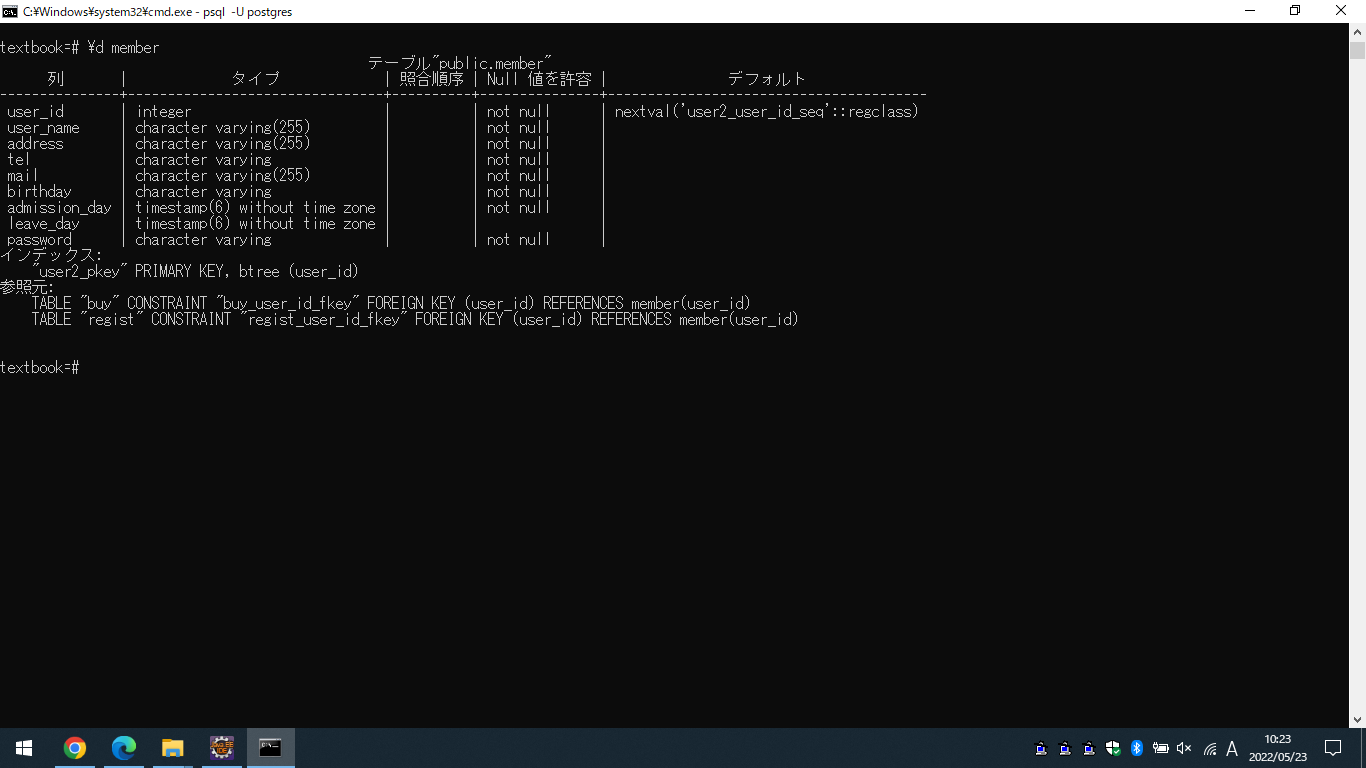 C:¥Windows¥system32¥cmd.exe - psql  -U postgres
textbook=# ¥d member
テーブル"public.member"
列 | タイプ | 照合順序 | Null 値を許容 | デフォルト
---------------+--------------------------------+----------+---------------+----------------------------------------
user_id | integer | | not null | nextval('user2_user_id_seq'::regclass)
user_name | character varying(255) | | not null |
address | character varying(255) | | not null |
tel | character varying | | not null |
mail | character varying(255) | | not null |
birthday | character varying | | not null |
admission_day | timestamp(6) without time zone | | not null |
leave_day | timestamp(6) without time zone | | |
password | character varying | | not null |
インデックス:
"user2_pkey" PRIMARY KEY, btree (user_id)
参照元:
TABLE "buy" CONSTRAINT "buy_user_id_fkey" FOREIGN KEY (user_id) REFERENCES member(user_id)
TABLE "regist" CONSTRAINT "regist_user_id_fkey" FOREIGN KEY (user_id) REFERENCES member(user_id)
textbook=#
A
10:23
2022/05/23